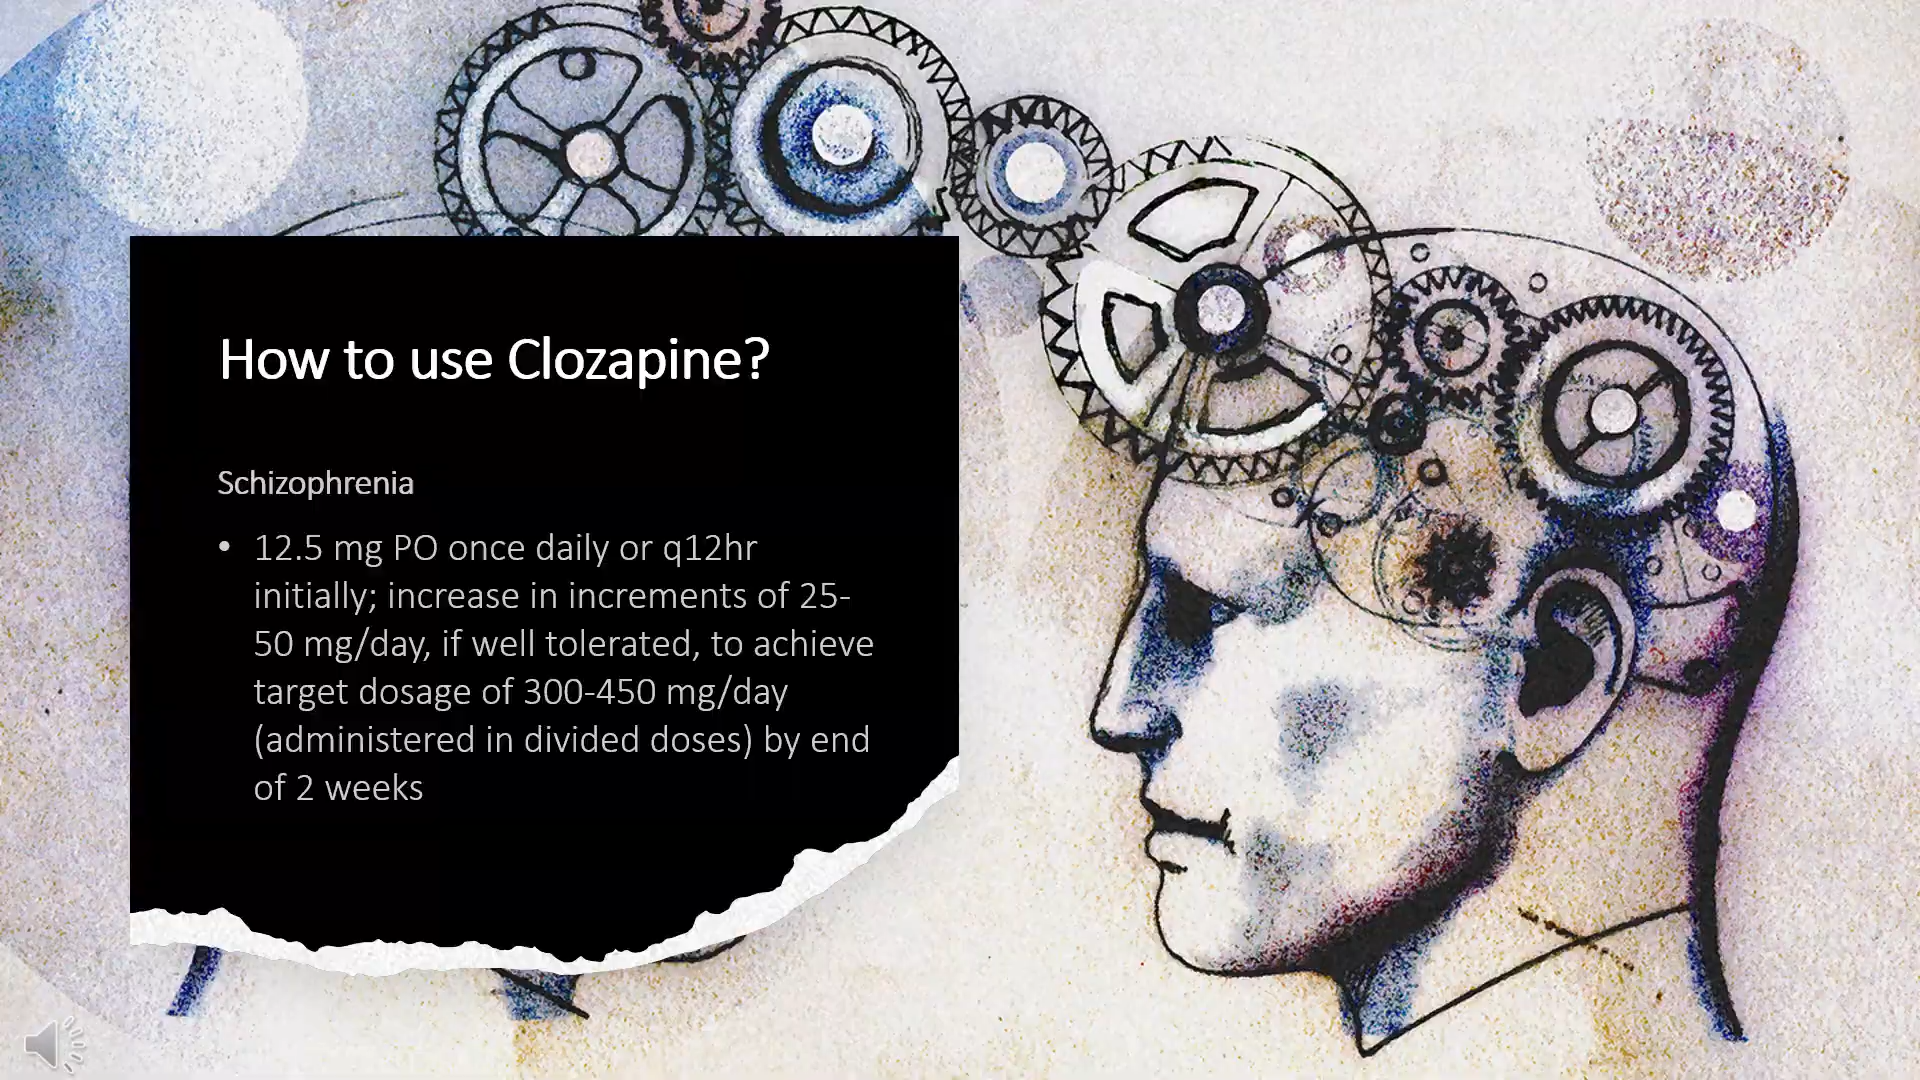 How to use Clozapine?
Schizophrenia
• 12.5 mg PO once daily or q12hr
initially; increase in increments of 25-
50 mg/day, if well tolerated, to achieve
target dosage of 300-450 mg/day
(administered in divided doses) by end
of 2 weeks